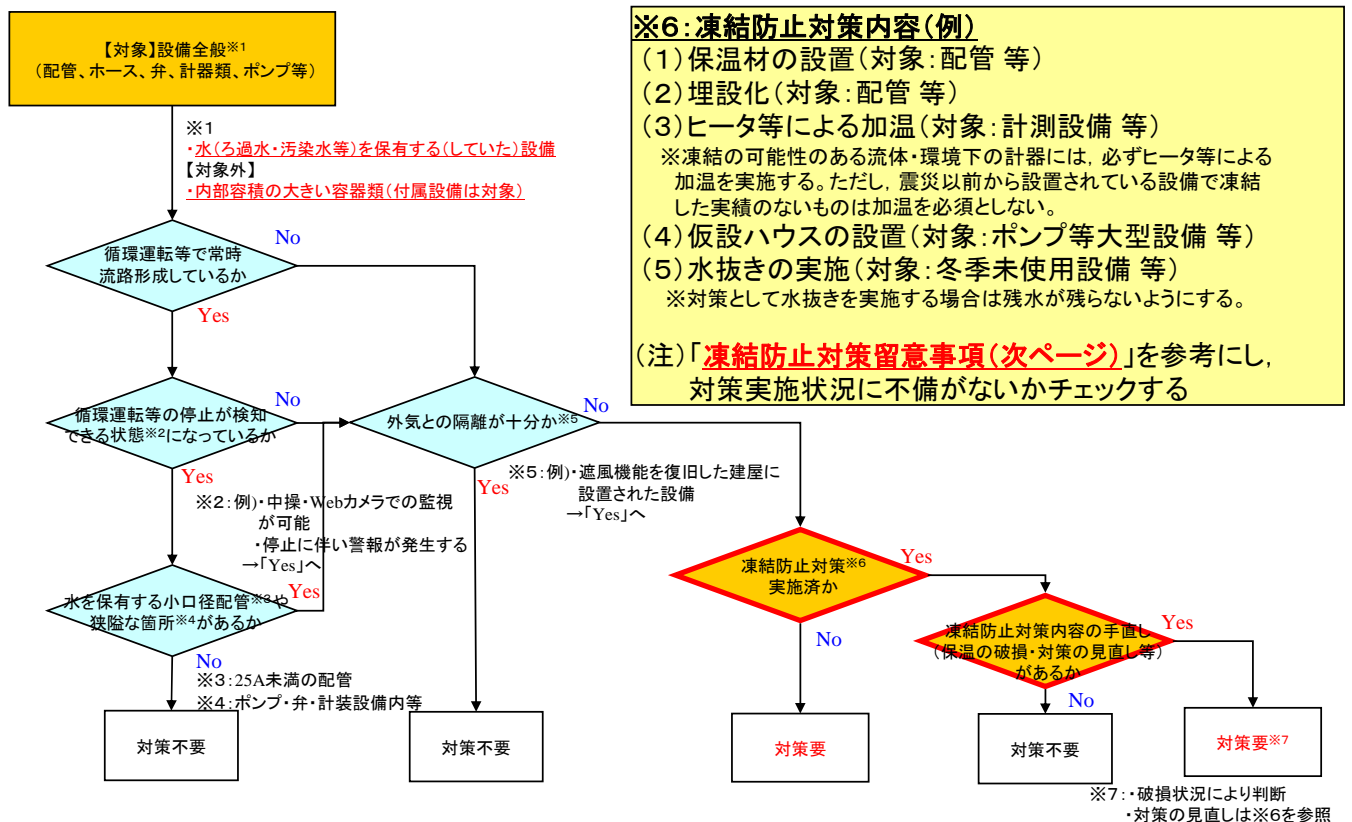 【対象】設備全般※1
(配管、ホース、弁、計器類、ポンプ等)
※1
・水(ろ過水・汚染水等)を保有する(していた)設備
【対象外】
・内部容積の大きい容器類(付属設備は対象)
※6:凍結防止対策内容(例)
(1)保温材の設置(対象:配管 等)
(2)埋設化(対象:配管 等)
(3)ヒータ等による加温(対象:計測設備 等)
※凍結の可能性のある流体・環境下の計器には,必ずヒータ等による
加温を実施する。ただし,震災以前から設置されている設備で凍結
した実績のないものは加温を必須としない。
(4)仮設ハウスの設置(対象:ポンプ等大型設備 等)
(5)水抜きの実施(対象:冬季未使用設備 等)
※対策として水抜きを実施する場合は残水が残らないようにする。
(注)「凍結防止対策留意事項(次ページ)」を参考にし,
対策実施状況に不備がないかチェックする
循環運転等で常時
流路形成しているか
No
Yes
循環運転等の停止が検知
できる状態※2になっているか
No
Yes
※2:例)・中操・Webカメラでの監視
が可能
・停止に伴い警報が発生する
→「Yes」へ
水を保有する小口径配管※3や
狭隘な箇所※4があるか
Yes
No
※3:25A未満の配管
※4:ポンプ・弁・計装設備内等
対策不要
外気との隔離が十分か※5
No
Yes
※5:例)・遮風機能を復旧した建屋に
設置された設備
→「Yes」へ
対策不要
凍結防止対策※6
実施済か
Yes
No
対策要
凍結防止対策内容の手直し
(保温の破損・対策の見直し等)
があるか
Yes
No
対策不要
対策要※7
※7:・破損状況により判断
・対策の見直しは※6を参照